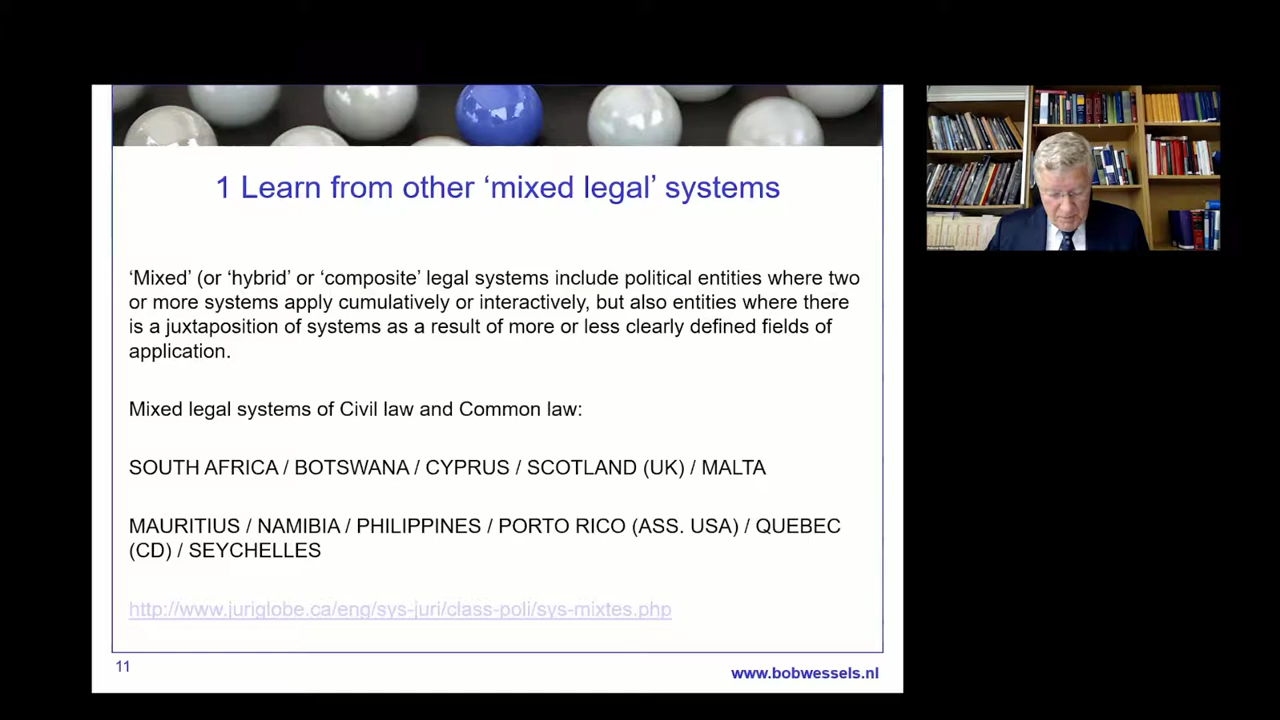 1 Learn from other ‘mixed legal’ systems
‘Mixed’ (or ‘hybrid’ or ‘composite’ legal systems include political entities where two
or more systems apply cumulatively or interactively, but also entities where there
is a juxtaposition of systems as a result of more or less clearly defined fields of
application.
Mixed legal systems of Civil law and Common law:
SOUTH AFRICA / BOTSWANA / CYPRUS / SCOTLAND (UK) / MALTA
MAURITIUS / NAMIBIA / PHILIPPINES / PORTO RICO (ASS. USA) / QUEBEC
(CD) / SEYCHELLES
http://www.juriglobe.ca/eng/sys-juri/class-poli/sys-mixtes.php
11
www.bobwessels.nl